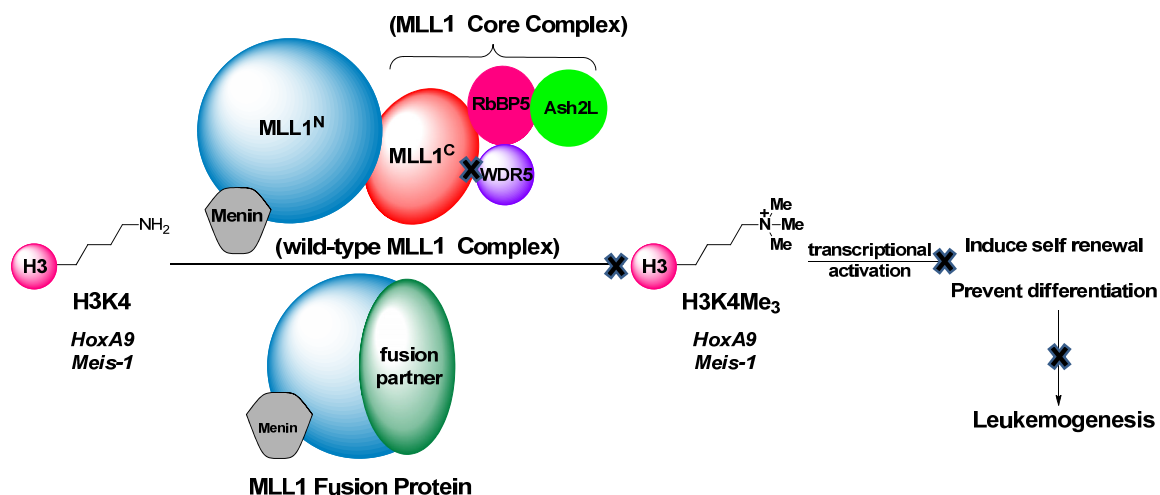 (MLL1 Core Complex)
RbBP5
Ash2L
MLL1ᴺ
MLL1ᶜ
WDR5
Menin
NH₂
H3
(wild-type MLL1 Complex)
H3K4
HoxA9
Meis-1
N⁺
Me
Me
Me
H3
H3K4Me₃
HoxA9
Meis-1
transcriptional
activation
Induce self renewal
Prevent differentiation
Leukemogenesis
fusion
partner
Menin
MLL1 Fusion Protein